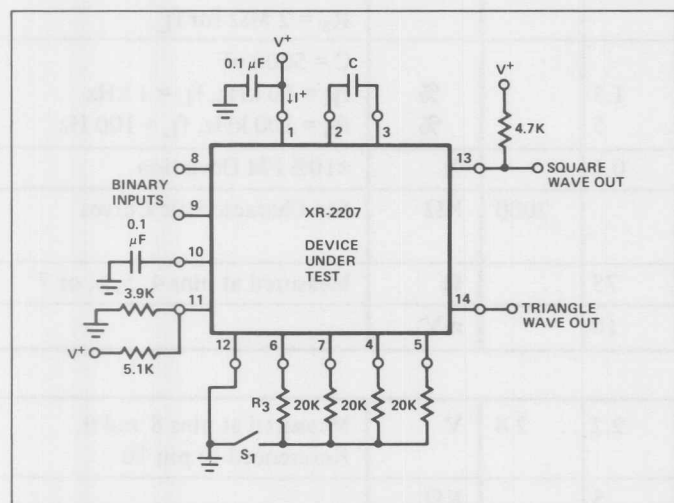 V+
0.1 μF
C
V+
↓I+
4.7K
1
2
3
8
13
SQUARE
WAVE OUT
BINARY
INPUTS
XR-2207
9
0.1
μF
10
DEVICE
UNDER
TEST
3.9K
11
14
TRIANGLE
WAVE OUT
V+
5.1K
12
6
7
4
5
R3
20K
20K
20K
S1